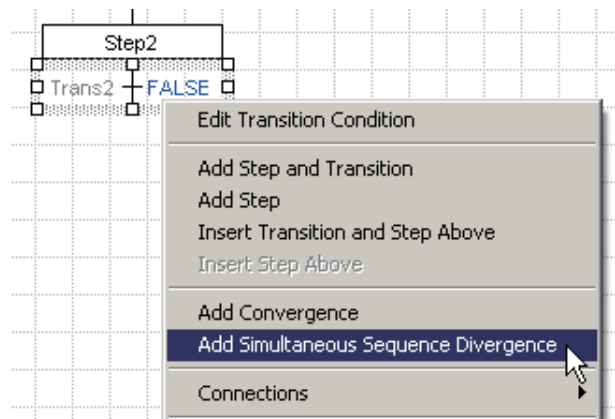 Step2
Trans2 FALSE
Edit Transition Condition
Add Step and Transition
Add Step
Insert Transition and Step Above
Insert Step Above
Add Convergence
Add Simultaneous Sequence Divergence
Connections